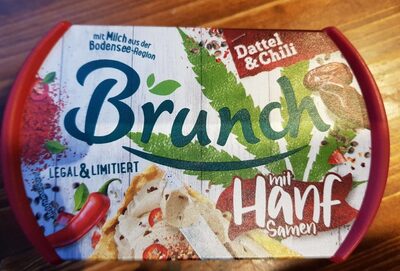 mit Milch aus der
Bodensee-Region
Dattel
& Chili
Brunch
LEGAL & LIMITIERT
mit
Hanf
Samen